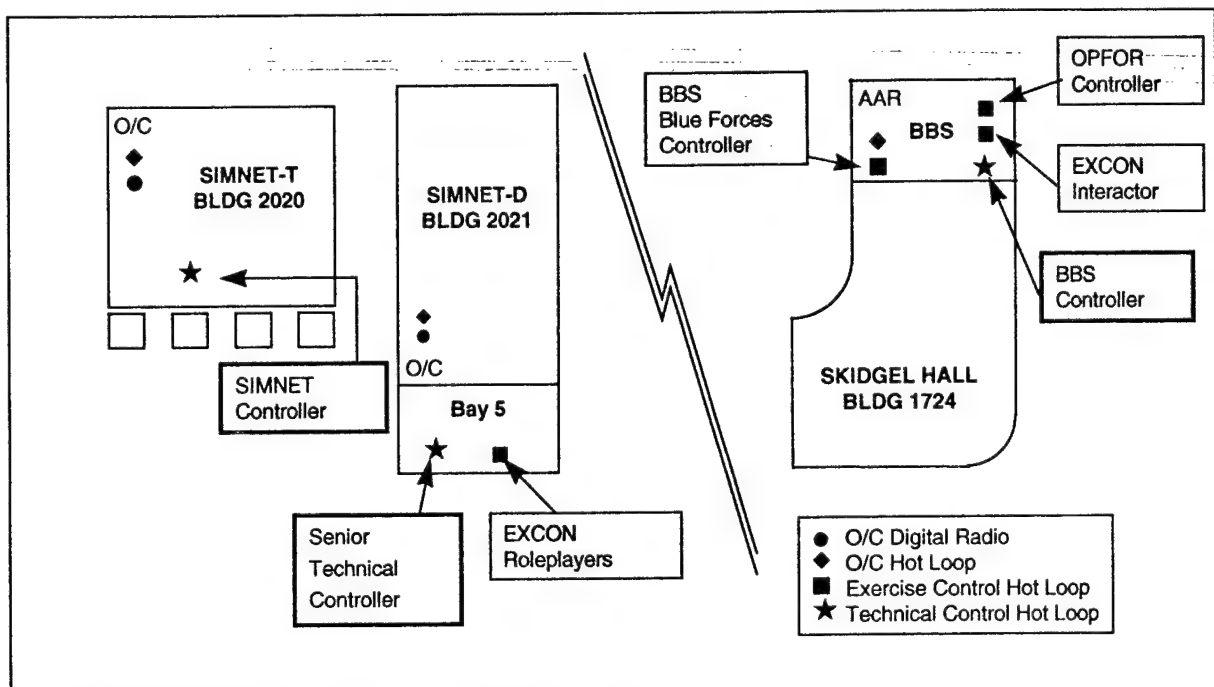 O/C
SIMNET-T
BLDG 2020
SIMNET
Controller
SIMNET-D
BLDG 2021
O/C
Bay 5
Senior
Technical
Controller
EXCON
Roleplayers
BBS
Blue Forces
Controller
AAR
BBS
OPFOR
Controller
EXCON
Interactor
BBS
Controller
SKIDGEL HALL
BLDG 1724
O/C Digital Radio
O/C Hot Loop
Exercise Control Hot Loop
Technical Control Hot Loop